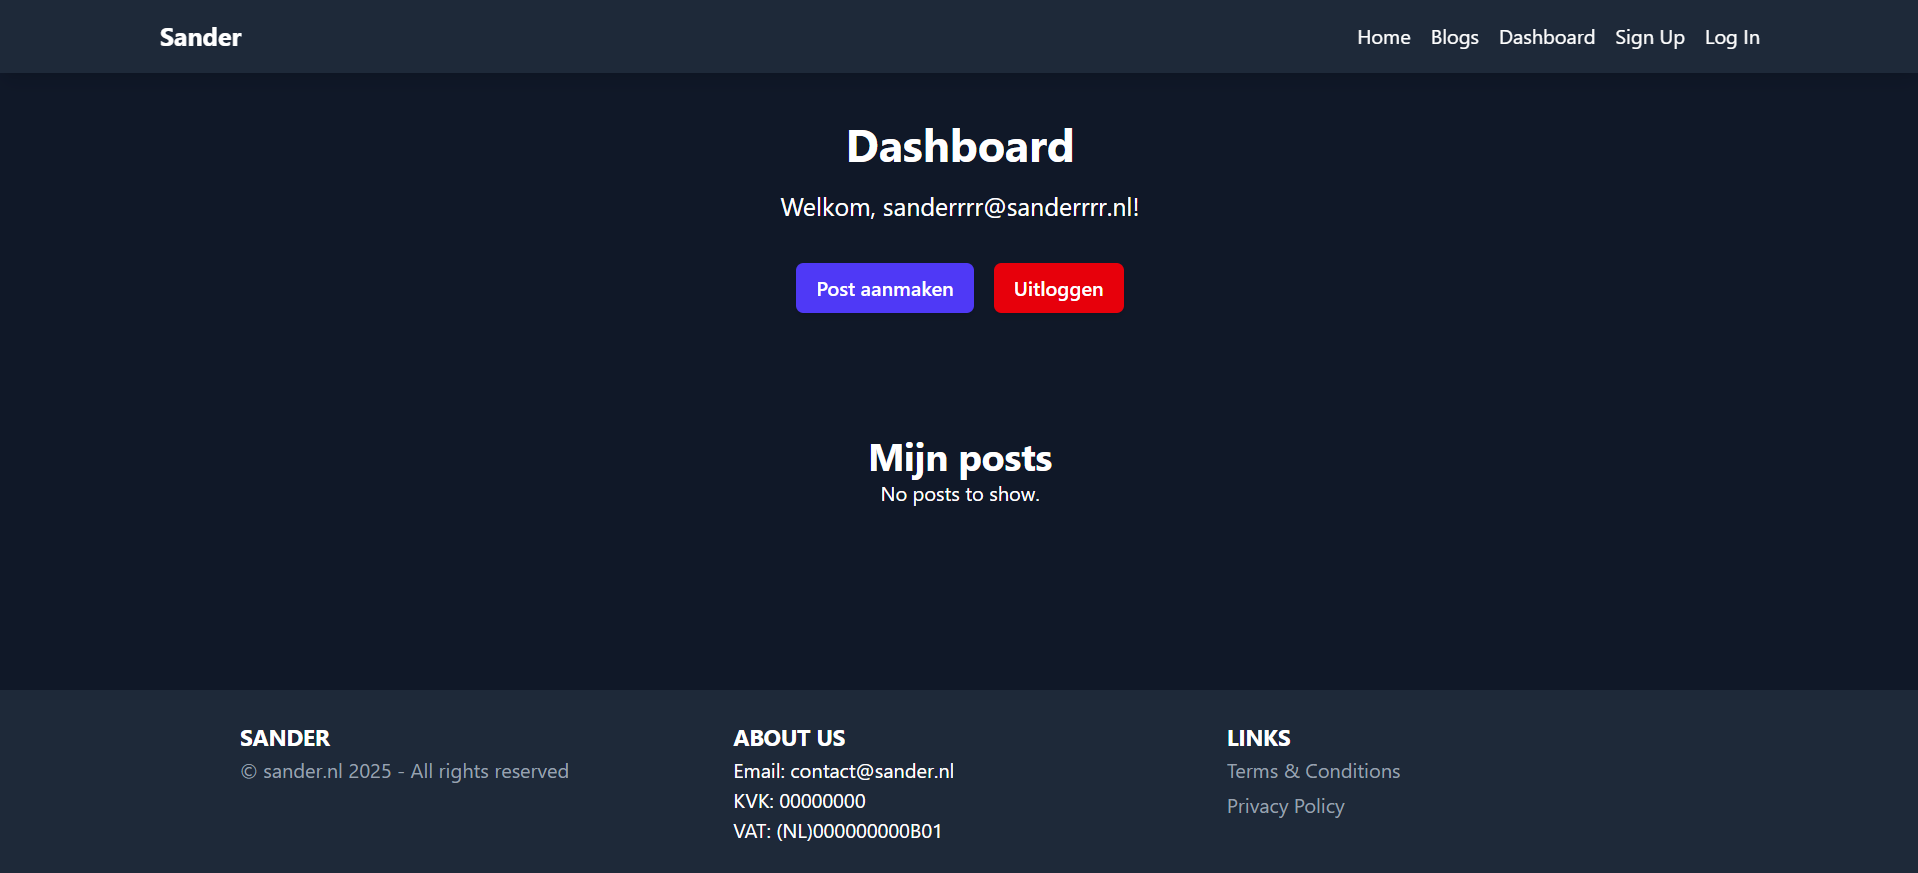 Sander
Home Blogs Dashboard Sign Up Log In
Dashboard
Welkom, sanderrrr@sanderrrr.nl!
Post aanmaken Uitloggen
Mijn posts
No posts to show.
SANDER
© sander.nl 2025 - All rights reserved
ABOUT US
Email: contact@sander.nl
KVK: 00000000
VAT: (NL)000000000B01
LINKS
Terms & Conditions
Privacy Policy